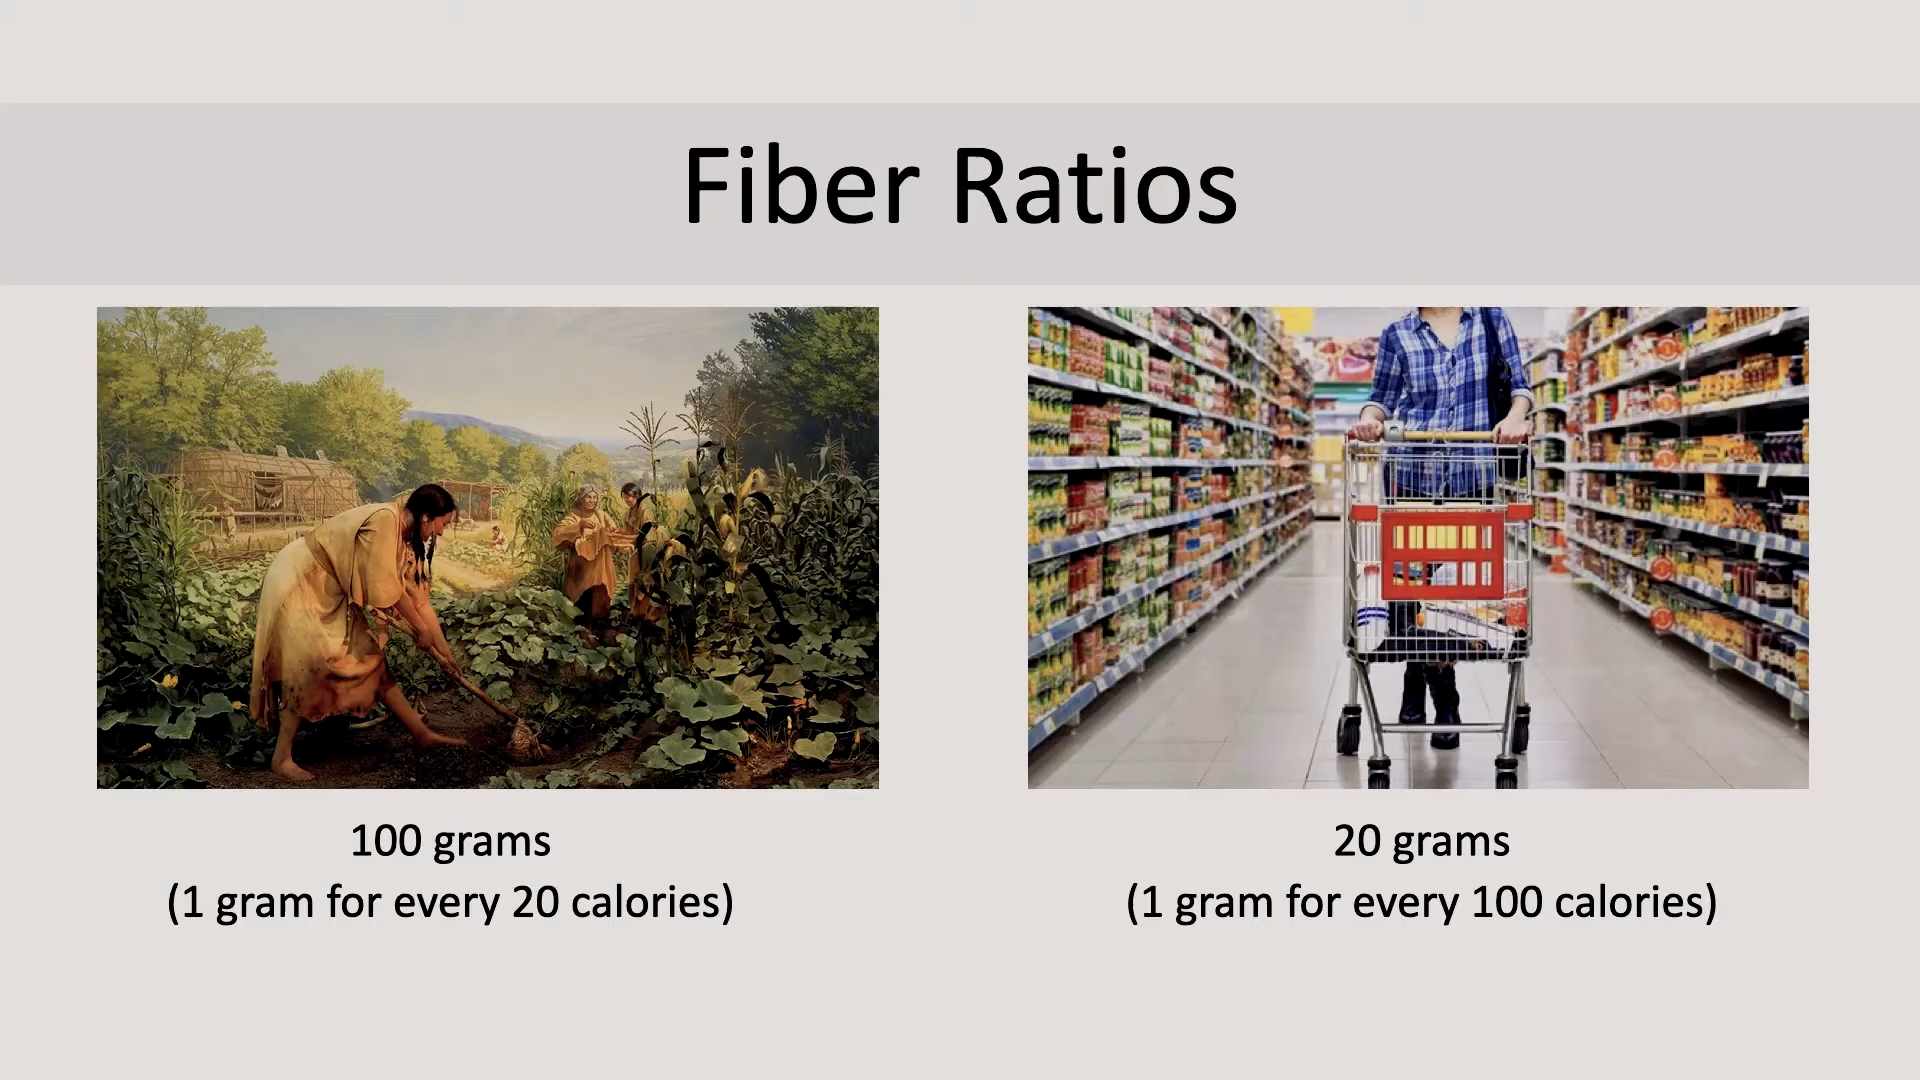 Fiber Ratios
100 grams
(1 gram for every 20 calories)
20 grams
(1 gram for every 100 calories)